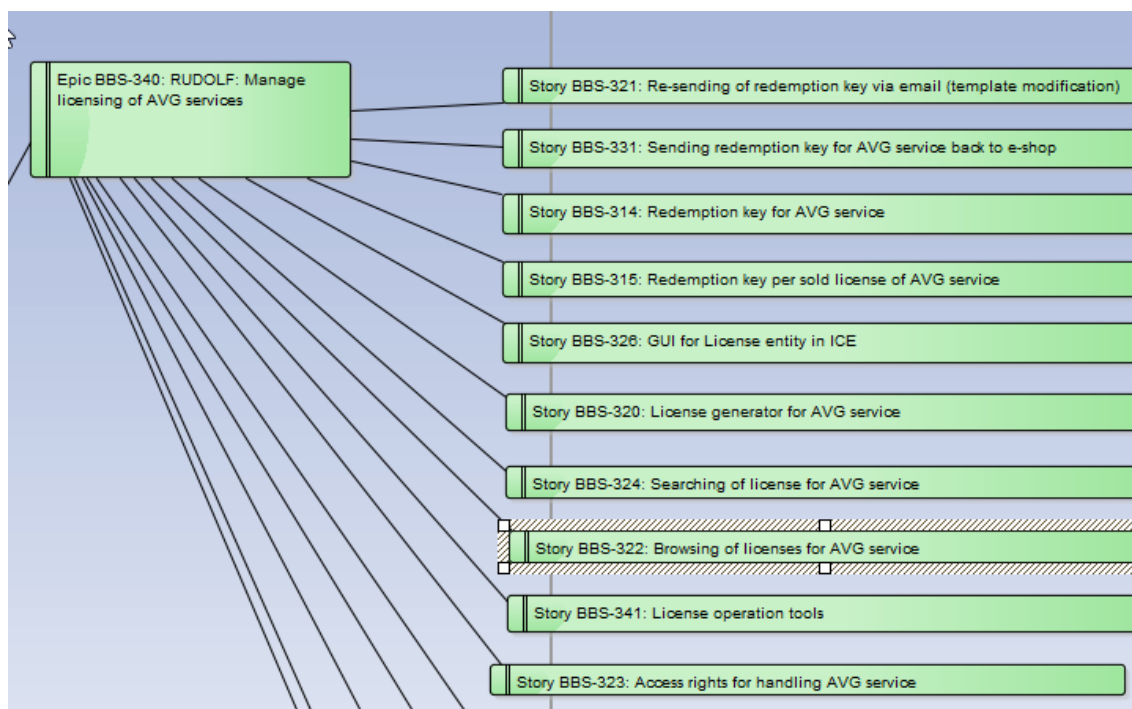 Epic BBS-340: RUDOLF: Manage
licensing of AVG services
Story BBS-321: Re-sending of redemption key via email (template modification)
Story BBS-331: Sending redemption key for AVG service back to e-shop
Story BBS-314: Redemption key for AVG service
Story BBS-315: Redemption key per sold license of AVG service
Story BBS-326: GUI for License entity in ICE
Story BBS-320: License generator for AVG service
Story BBS-324: Searching of license for AVG service
Story BBS-322: Browsing of licenses for AVG service
Story BBS-341: License operation tools
Story BBS-323: Access rights for handling AVG service